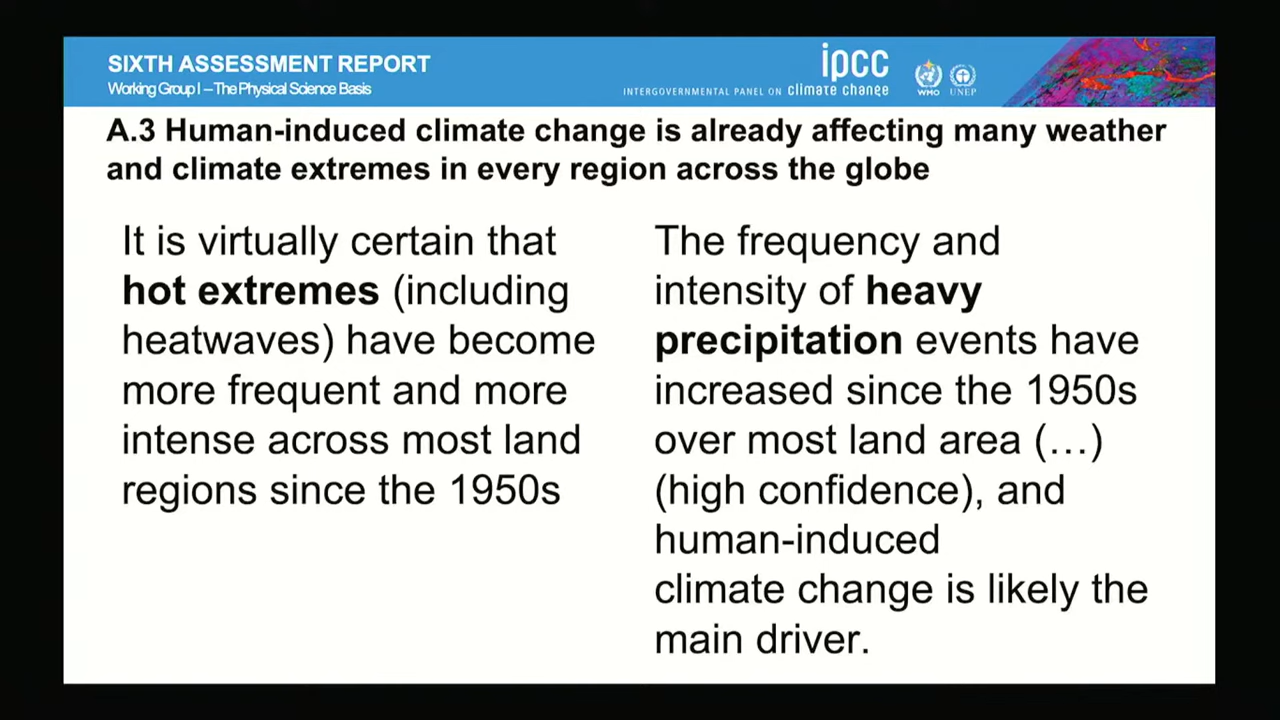 SIXTH ASSESSMENT REPORT
Working Group I – The Physical Science Basis
INTERGOVERNMENTAL PANEL ON
ipcc
climate change
WMO
UNEP
A.3 Human-induced climate change is already affecting many weather
and climate extremes in every region across the globe
It is virtually certain that
hot extremes (including
heatwaves) have become
more frequent and more
intense across most land
regions since the 1950s
The frequency and
intensity of heavy
precipitation events have
increased since the 1950s
over most land area (…)
(high confidence), and
human-induced
climate change is likely the
main driver.